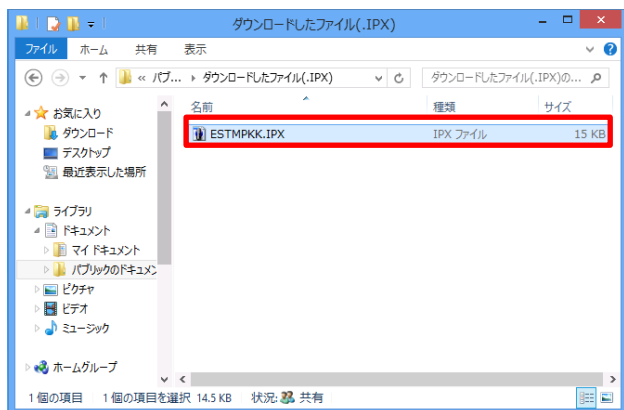 ダウンロードしたファイル(.IPX)
ファイル ホーム 共有 表示
« パブ... ▸ ダウンロードしたファイル(.IPX) ダウンロードしたファイル(.IPX)の...
お気に入り
ダウンロード
デスクトップ
最近表示した場所
ライブラリ
ドキュメント
マイ ドキュメント
パブリックのドキュメン
ピクチャ
ビデオ
ミュージック
ホームグループ
名前 種類 サイズ
ESTMPKK.IPX IPX ファイル 15 KB
1 個の項目 1 個の項目を選択 14.5 KB 状況: 共有